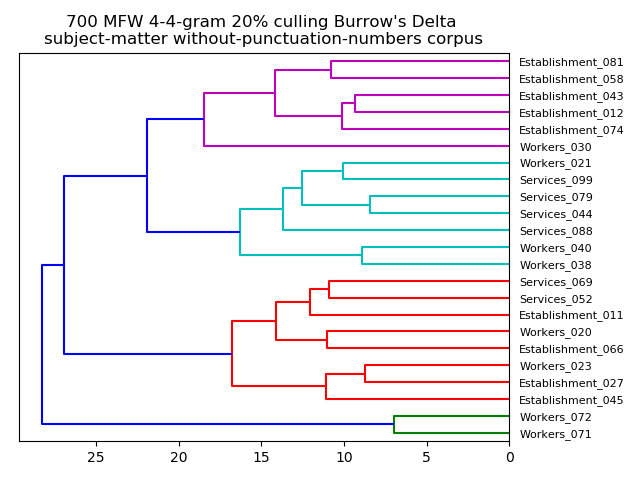 700 MFW 4-4-gram 20% culling Burrow's Delta
subject-matter without-punctuation-numbers corpus
Establishment_081
Establishment_058
Establishment_043
Establishment_012
Establishment_074
Workers_030
Workers_021
Services_099
Services_079
Services_044
Services_088
Workers_040
Workers_038
Services_069
Services_052
Establishment_011
Workers_020
Establishment_066
Workers_023
Establishment_027
Establishment_045
Workers_072
Workers_071
25 20 15 10 5 0